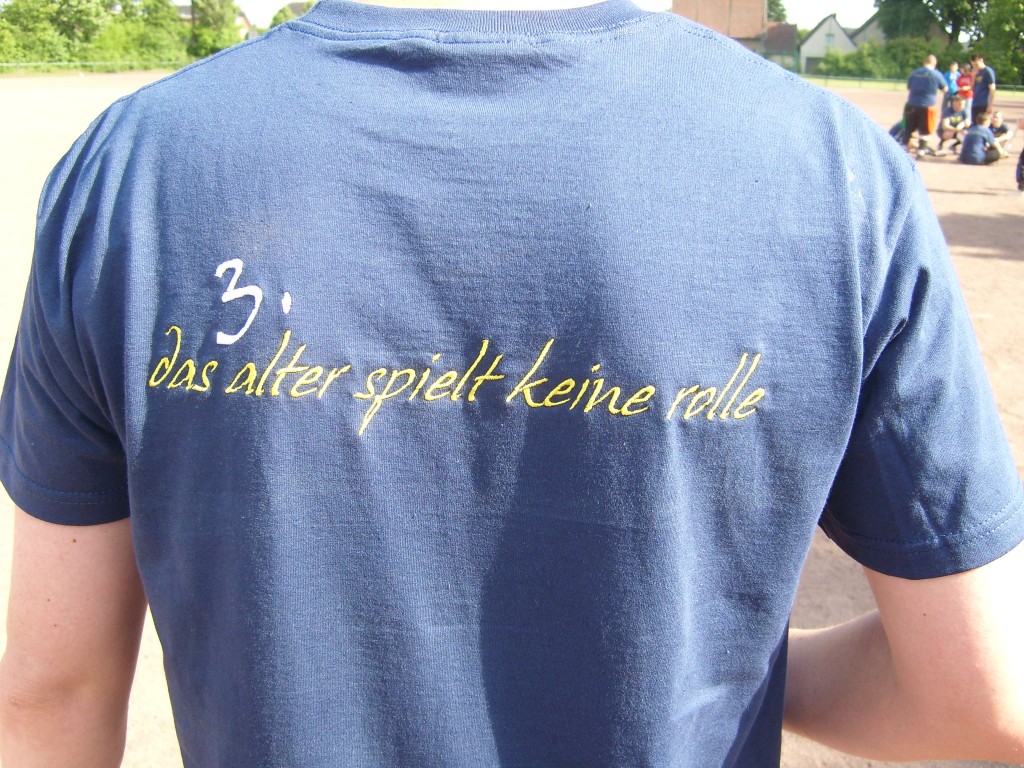 3.
das alter spielt keine rolle